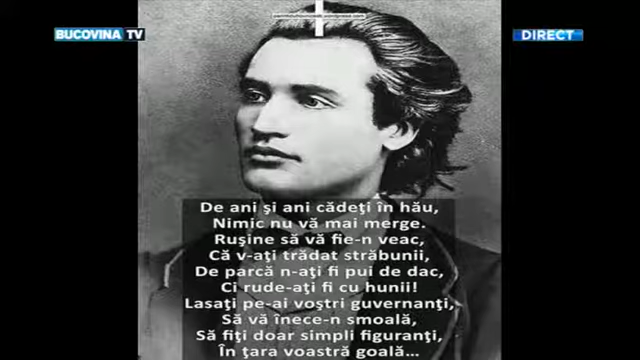 BUCOVINA TV
DIRECT
De ani şi ani cădeţi în hău,
Nimic nu vă mai merge.
Ruşine să vă fie-n veac,
Că v-aţi trădat străbunii,
De parcă n-aţi fi pui de dac,
Ci rude-aţi fi cu hunii!
Lasaţi pe-ai voştri guvernanţi,
Să vă înece-n smoală,
Să fiţi doar simpli figuranţi,
În ţara voastră goală...